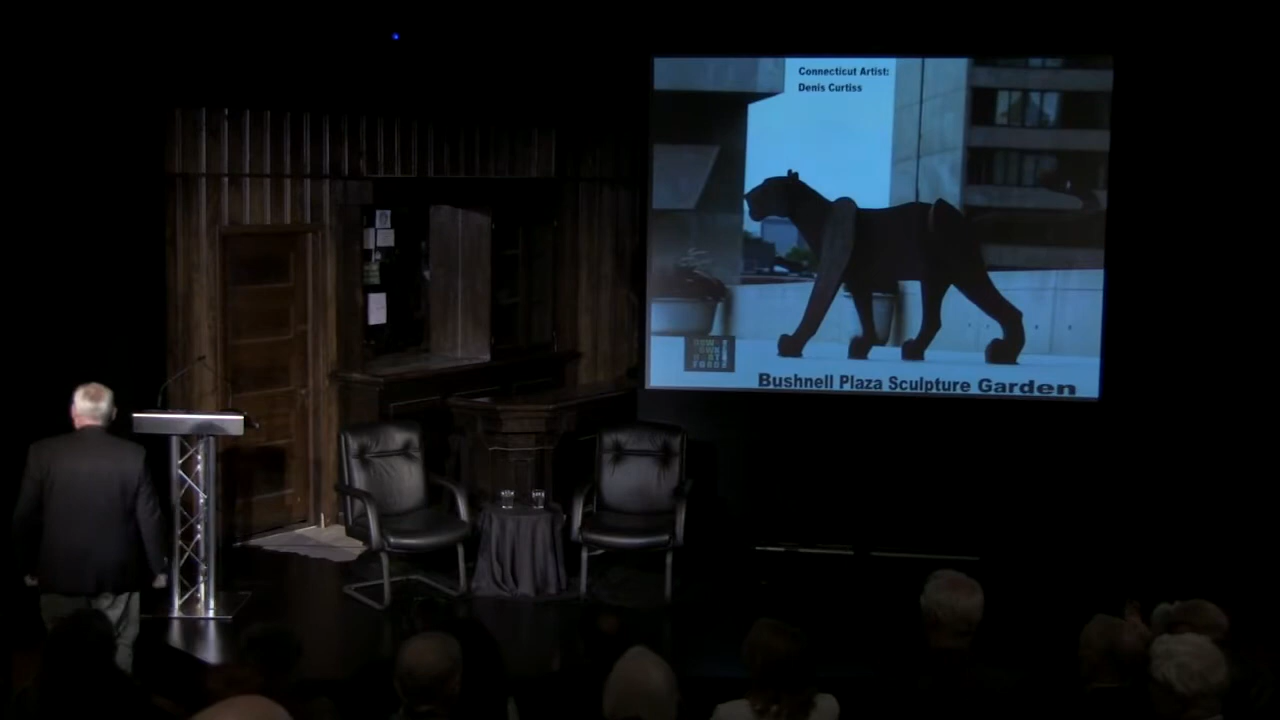 Connecticut Artist:
Denis Curtiss
Bushnell Plaza Sculpture Garden